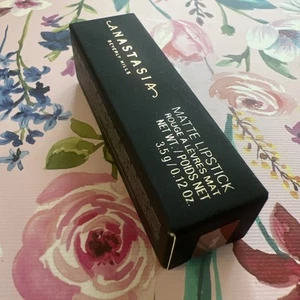 ANASTASIA
BEVERLY HILLS
MATTE LIPSTICK
ROUGE A LÈVRES MAT
NET WT. / POIDS NET
3.5 g / 0.12 Oz.